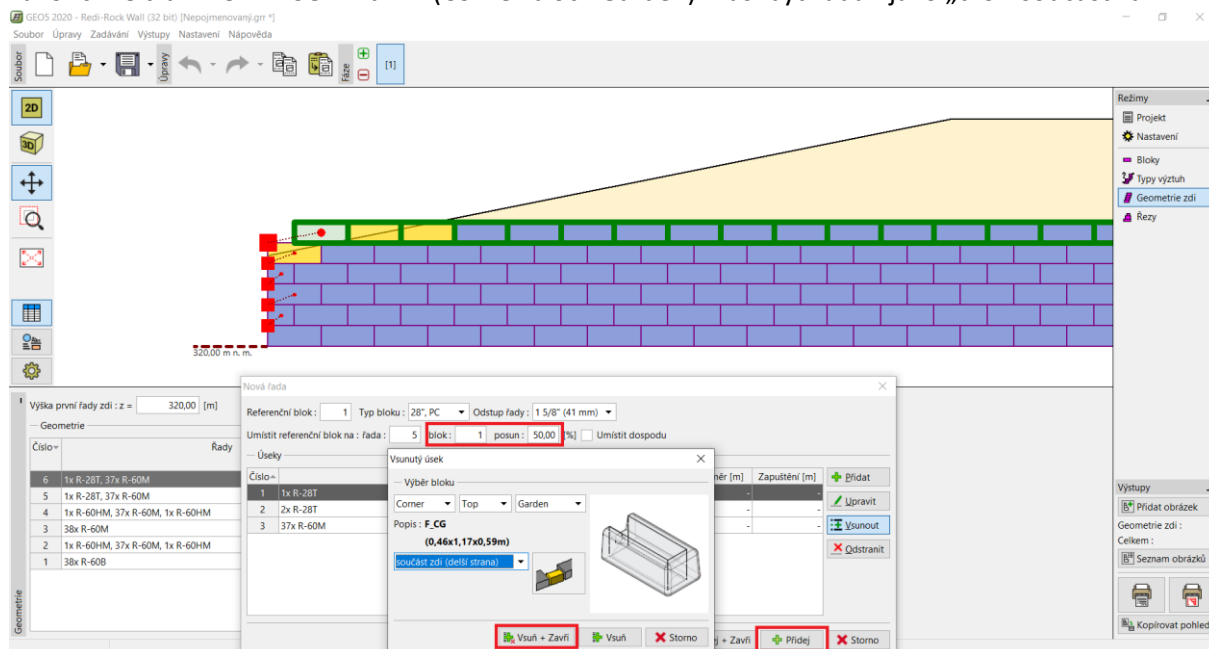 GEO5 2020 - Redi-Rock Wall (32 bit) [Nepojmenovaný.grr *]
Soubor Úpravy Zadávání Výstupy Nastavení Nápověda
Soubor
Úpravy
Fáze
[1]
2D
3D
320,00 m n. m.
Režimy
Projekt
Nastavení
Bloky
Typy výztuh
Geometrie zdi
Řezy
Výška první řady zdi : z = 320,00 [m]
Geometrie
Číslo Řady
6 1x R-28T, 37x R-60M
5 1x R-28T, 37x R-60M
4 1x R-60HM, 37x R-60M, 1x R-60HM
3 38x R-60M
2 1x R-60HM, 37x R-60M, 1x R-60HM
1 38x R-60B
Geometrie
Nová řada
Referenční blok : 1 Typ bloku : 28", PC Odstup řady : 1 5/8" (41 mm)
Umístit referenční blok na : řada : 5 blok : 1 posun : 50,00 [%] Umístit dospodu
Úseky
Číslo
měr [m] Zapuštění [m]
1 1x R-28T - -
2 2x R-28T - -
3 37x R-60M - -
Přidat
Upravit
Vsunout
Odstranit
Vsunutý úsek
Výběr bloku
Corner Top Garden
Popis : F_CG
(0,46x1,17x0,59m)
součást zdi (delší strana)
Vsuň + Zavři Vsuň Storno
j + Zavři Přidej Storno
Výstupy
Přidat obrázek
Geometrie zdi :
Celkem :
Seznam obrázků
Kopírovat pohled